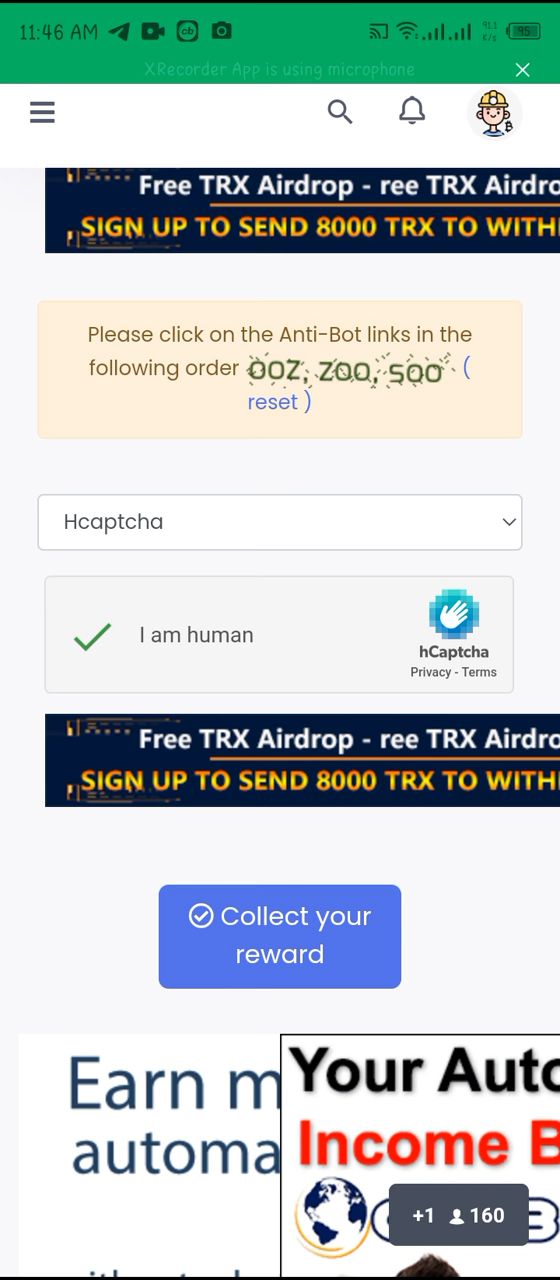 11:46 AM
91.1
K/s
95
XRecorder App is using microphone
Free TRX Airdrop - ree TRX Airdro
SIGN UP TO SEND 8000 TRX TO WITH
Please click on the Anti-Bot links in the
following order OOZ, ZOO, SOO (
reset )
Hcaptcha
I am human
hCaptcha
Privacy - Terms
Free TRX Airdrop - ree TRX Airdro
SIGN UP TO SEND 8000 TRX TO WITH
Collect your
reward
Earn m
automa
Your Auto
Income B
+1 160